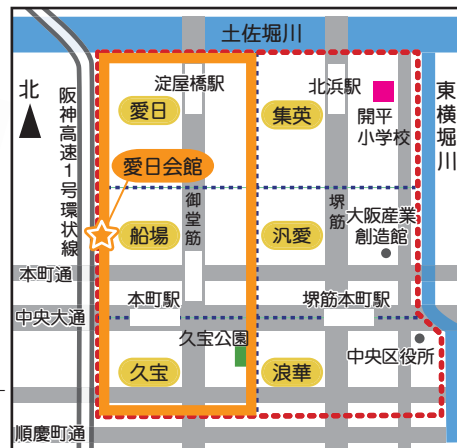 土佐堀川
北
阪神高速1号環状線
淀屋橋駅
北浜駅
愛日
集英
開平
小学校
東横堀川
愛日会館
御堂筋
堺筋
船場
汎愛
大阪産業
創造館
本町通
本町駅
堺筋本町駅
中央大通
久宝公園
中央区役所
久宝
浪華
順慶町通